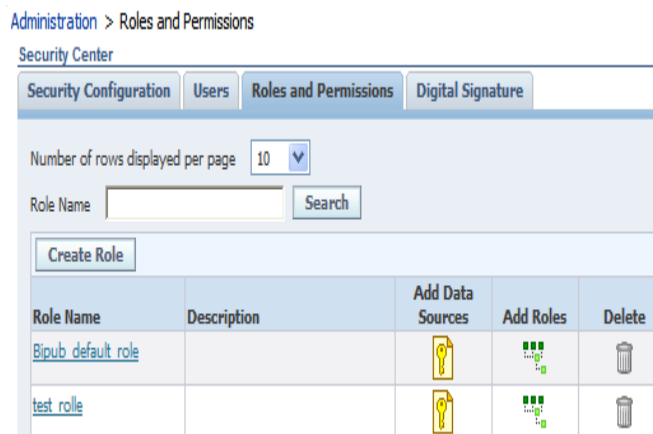 Administration > Roles and Permissions
Security Center
Security Configuration Users Roles and Permissions Digital Signature
Number of rows displayed per page 10
Role Name Search
Create Role
Role Name Description Add Data Sources Add Roles Delete
Bipub_default_role
test_rolle